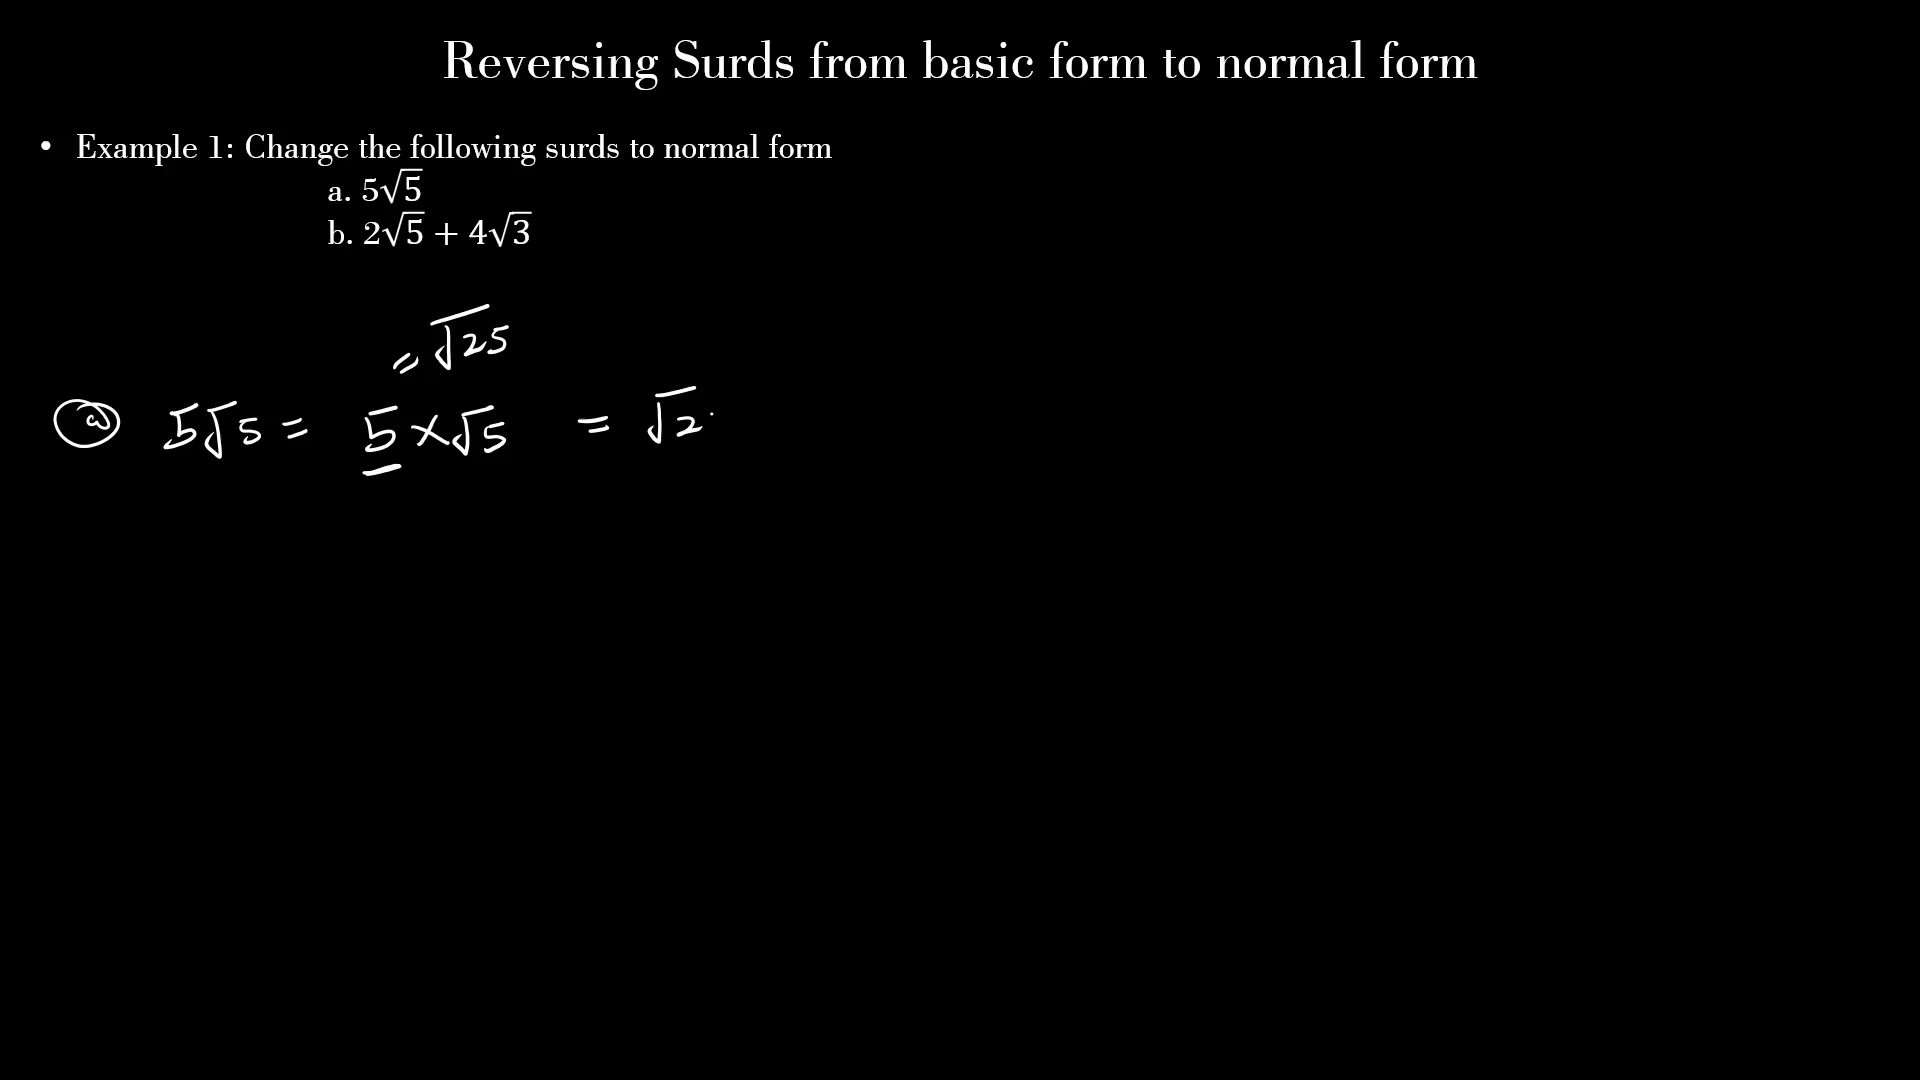 Reversing Surds from basic form to normal form
• Example 1: Change the following surds to normal form
a. 5√5
b. 2√5 + 4√3
= √25
a 5√5 = 5 × √5 = √2